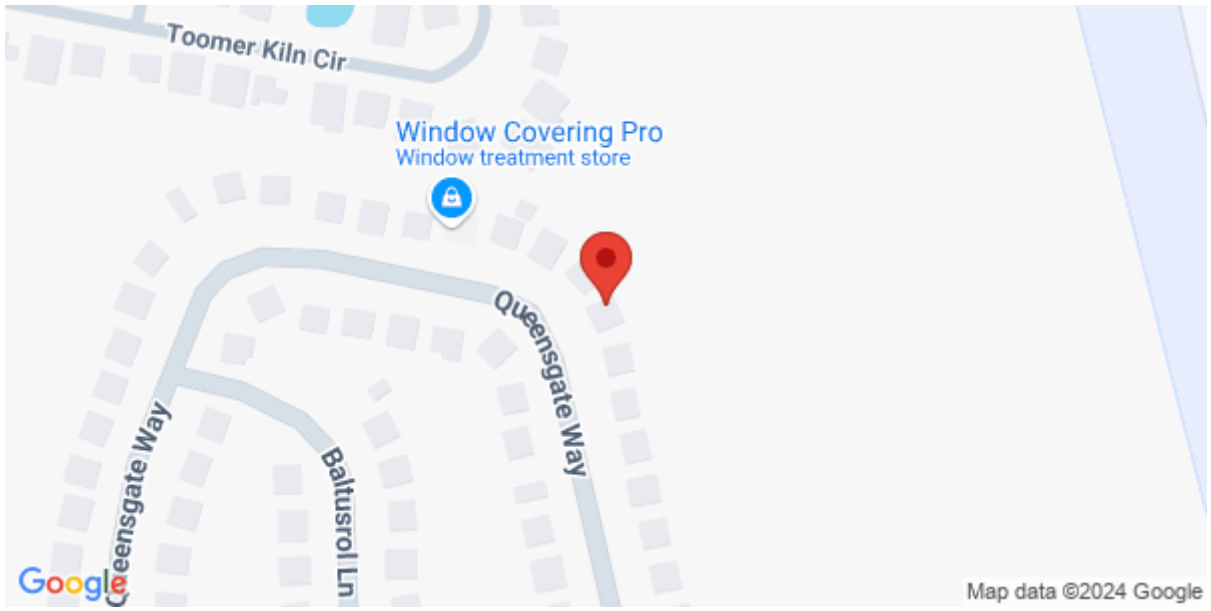 Toomer Kiln Cir
Window Covering Pro
Window treatment store
Queensgate Way
Queensgate Way
Baltusrol Ln
Google
Map data ©2024 Google